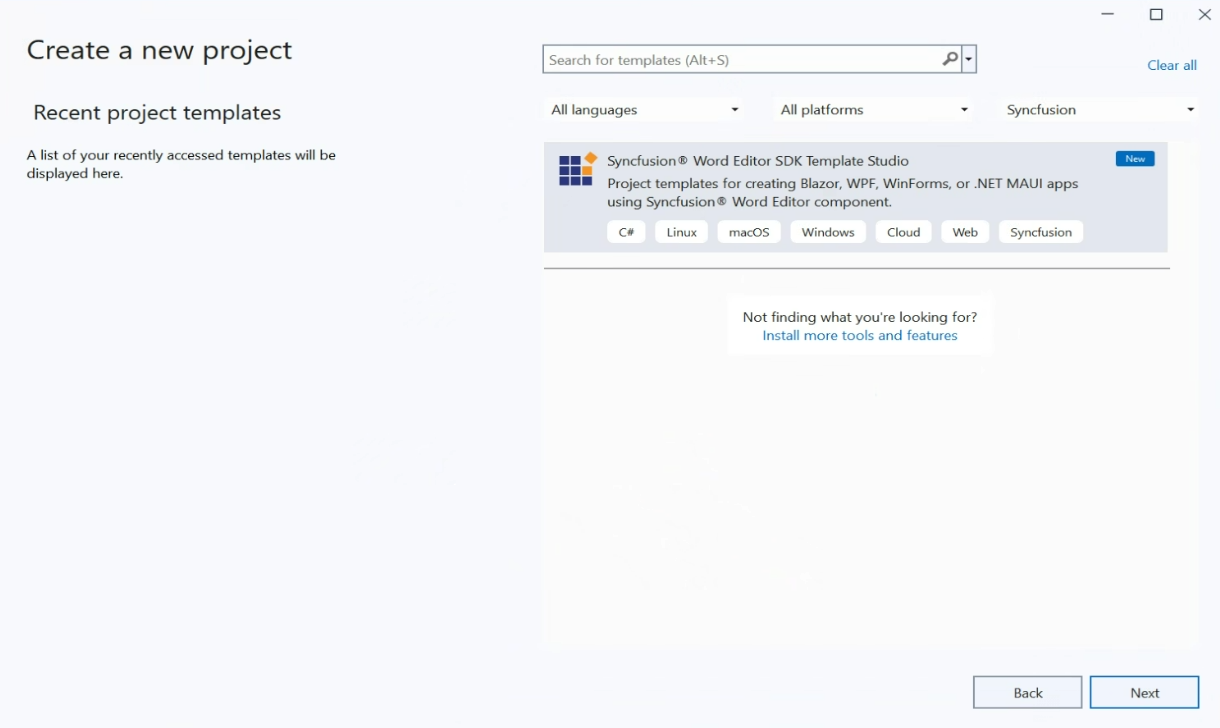 Create a new project
Search for templates (Alt+S)
Clear all
Recent project templates
All languages
All platforms
Syncfusion
A list of your recently accessed templates will be
displayed here.
Syncfusion® Word Editor SDK Template Studio
New
Project templates for creating Blazor, WPF, WinForms, or .NET MAUI apps
using Syncfusion® Word Editor component.
C# Linux macOS Windows Cloud Web Syncfusion
Not finding what you're looking for?
Install more tools and features
Back
Next